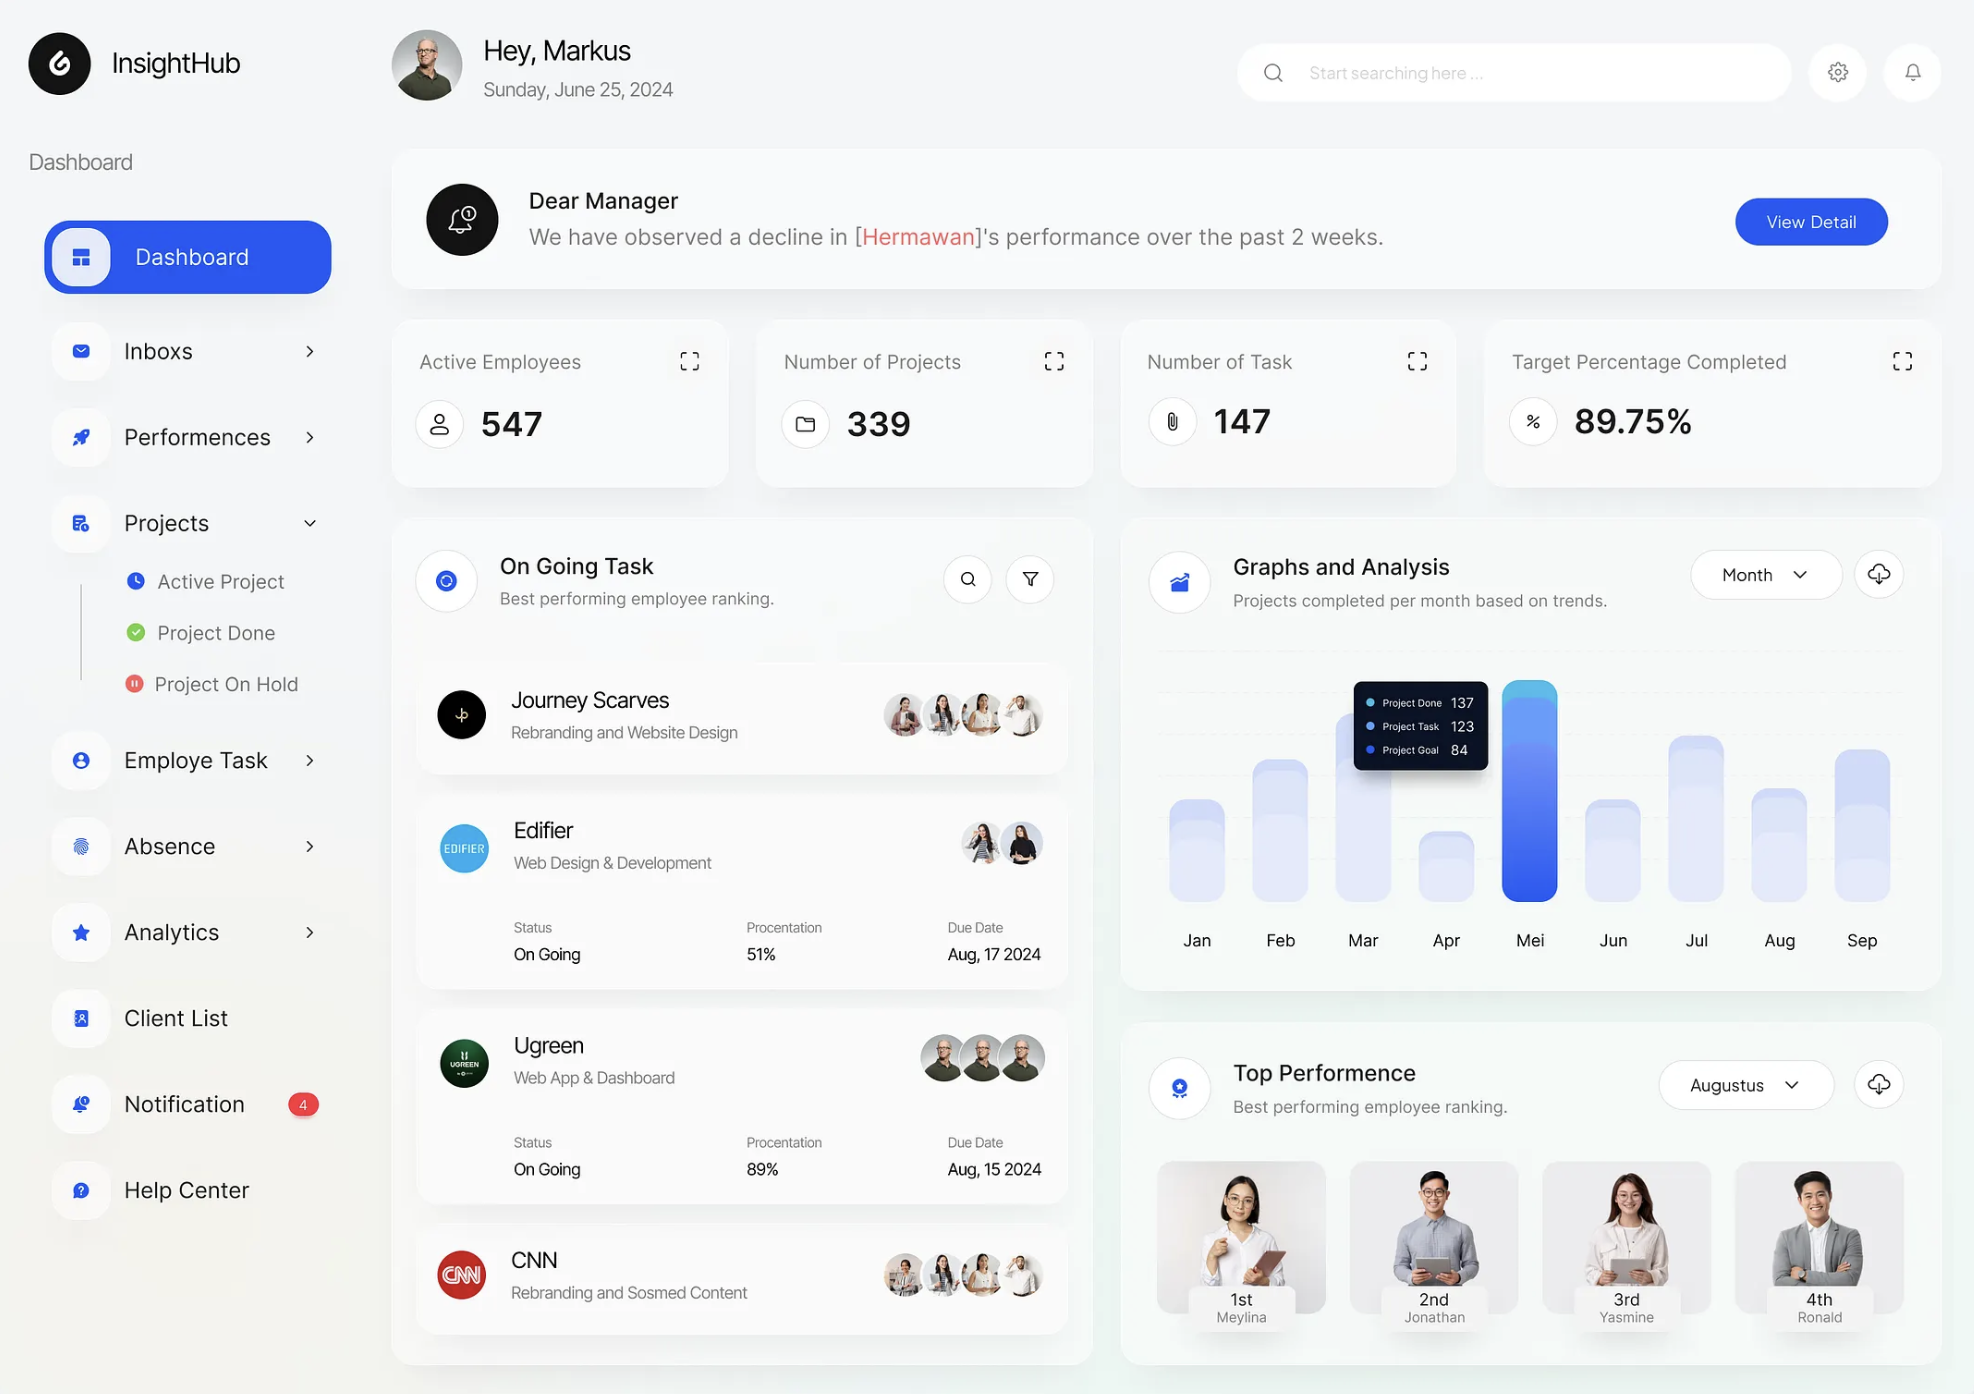 InsightHub
Hey, Markus
Sunday, June 25, 2024
Start searching here ...
Dashboard
Dashboard
Inboxs
Performences
Projects
Active Project
Project Done
Project On Hold
Employe Task
Absence
Analytics
Client List
Notification 4
Help Center
1
Dear Manager
We have observed a decline in [Hermawan]'s performance over the past 2 weeks.
View Detail
Active Employees
547
Number of Projects
339
Number of Task
147
Target Percentage Completed
%
89.75%
On Going Task
Best performing employee ranking.
Journey Scarves
Rebranding and Website Design
EDIFIER
Edifier
Web Design & Development
Status Procentation Due Date
On Going 51% Aug, 17 2024
UGREEN
Ugreen
Web App & Dashboard
Status Procentation Due Date
On Going 89% Aug, 15 2024
CNN
CNN
Rebranding and Sosmed Content
Graphs and Analysis
Projects completed per month based on trends.
Month
Project Done 137
Project Task 123
Project Goal 84
Jan Feb Mar Apr Mei Jun Jul Aug Sep
Top Performence
Best performing employee ranking.
Augustus
1st
Meylina
2nd
Jonathan
3rd
Yasmine
4th
Ronald